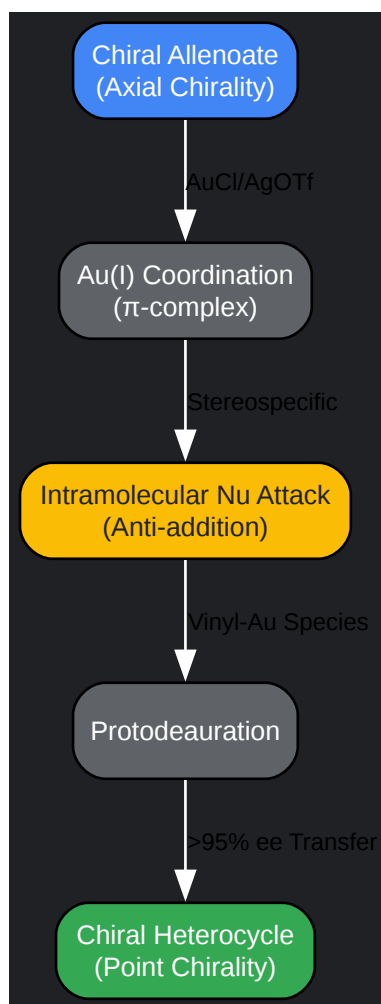 Chiral Allenoate
(Axial Chirality)
AuCl/AgOTf
Au(I) Coordination
(π-complex)
Stereospecific
Intramolecular Nu Attack
(Anti-addition)
Vinyl-Au Species
Protodeauration
>95% ee Transfer
Chiral Heterocycle
(Point Chirality)